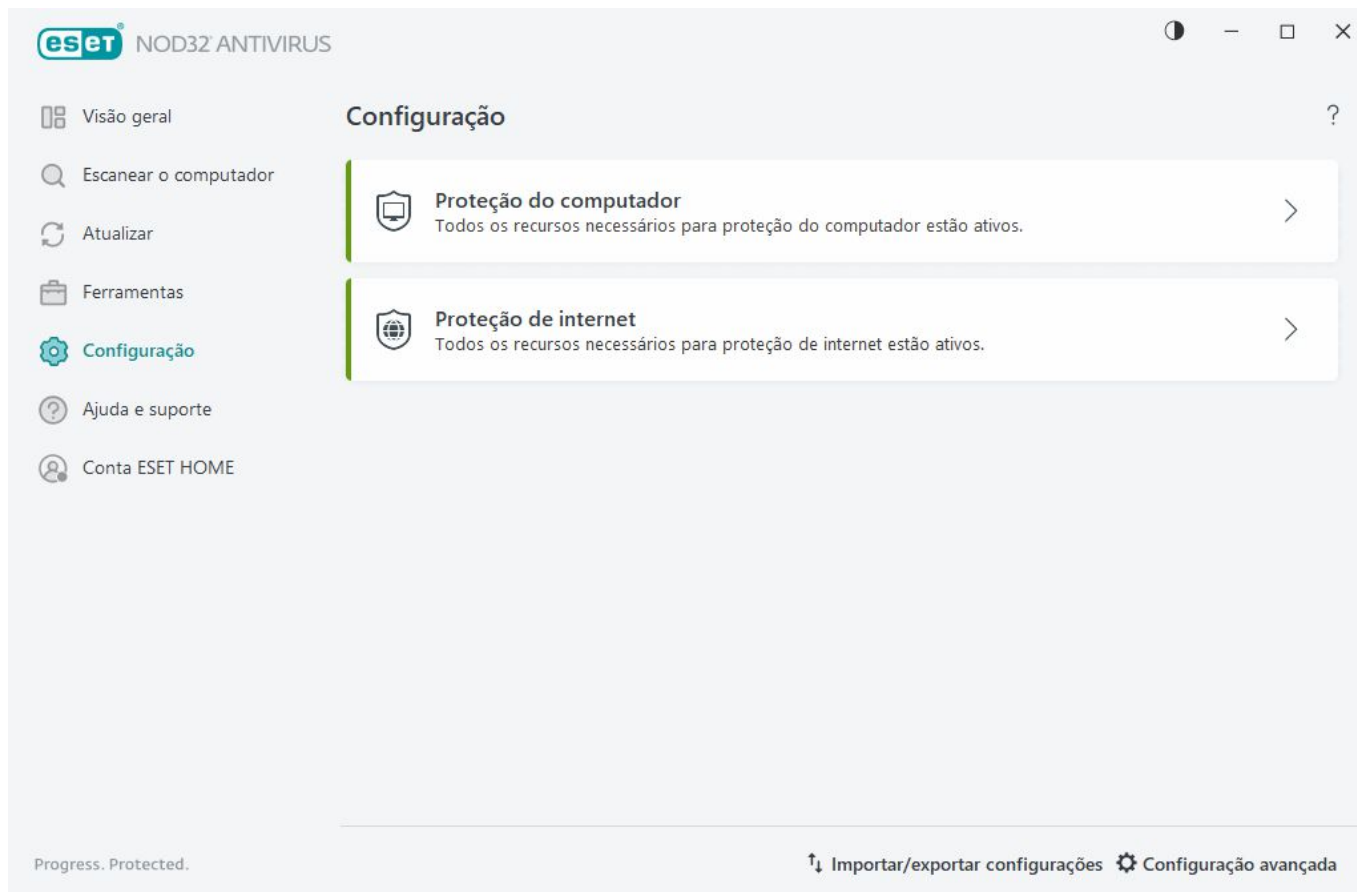 eset® NOD32® ANTIVIRUS
Visão geral
Escanear o computador
Atualizar
Ferramentas
Configuração
Ajuda e suporte
Conta ESET HOME
Configuração
?
Proteção do computador
Todos os recursos necessários para proteção do computador estão ativos.
Proteção de internet
Todos os recursos necessários para proteção de internet estão ativos.
Progress. Protected.
Importar/exportar configurações Configuração avançada